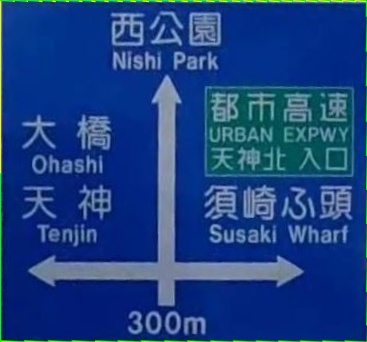 西公園
Nishi Park
大橋
Ohashi
天神
Tenjin
都市高速
URBAN EXPWY
天神北 入口
須崎ふ頭
Susaki Wharf
300m